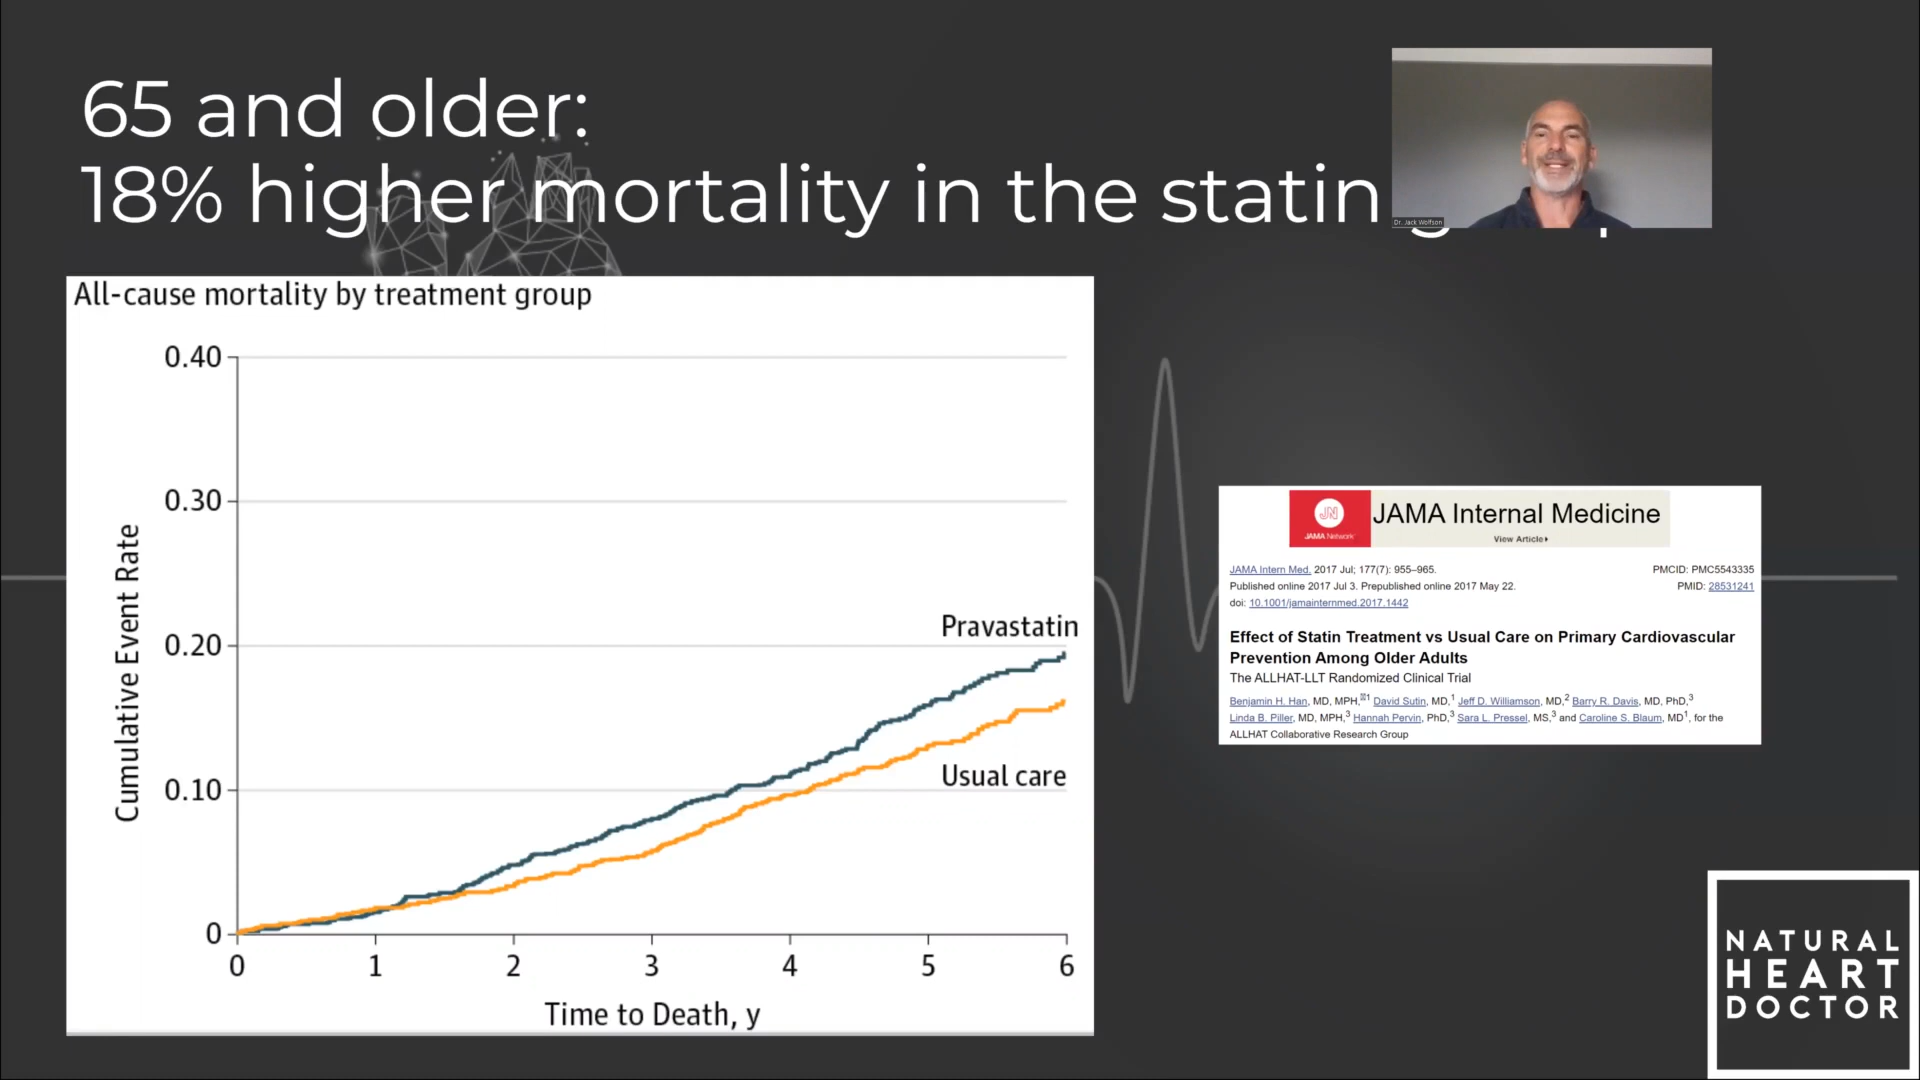 65 and older:
18% higher mortality in the statin
Dr. Jack Wolfson
All-cause mortality by treatment group
0.40
0.30
0.20
0.10
0
Cumulative Event Rate
Pravastatin
Usual care
0 1 2 3 4 5 6
Time to Death, y
JN
JAMA Network
JAMA Internal Medicine
View Article
JAMA Intern Med. 2017 Jul; 177(7): 955–965. PMCID: PMC5543335
Published online 2017 Jul 3. Prepublished online 2017 May 22. PMID: 28531241
doi: 10.1001/jamainternmed.2017.1442
Effect of Statin Treatment vs Usual Care on Primary Cardiovascular
Prevention Among Older Adults
The ALLHAT-LLT Randomized Clinical Trial
Benjamin H. Han, MD, MPH,1 David Sutin, MD,1 Jeff D. Williamson, MD,2 Barry R. Davis, MD, PhD,3
Linda B. Piller, MD, MPH,3 Hannah Pervin, PhD,3 Sara L. Pressel, MS,3 and Caroline S. Blaum, MD1, for the
ALLHAT Collaborative Research Group
NATURAL
HEART
DOCTOR